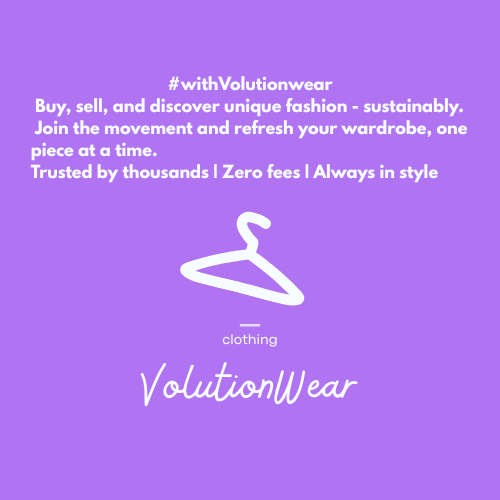 #withVolutionwear
Buy, sell, and discover unique fashion - sustainably.
Join the movement and refresh your wardrobe, one
piece at a time.
Trusted by thousands | Zero fees | Always in style
clothing
VolutionWear